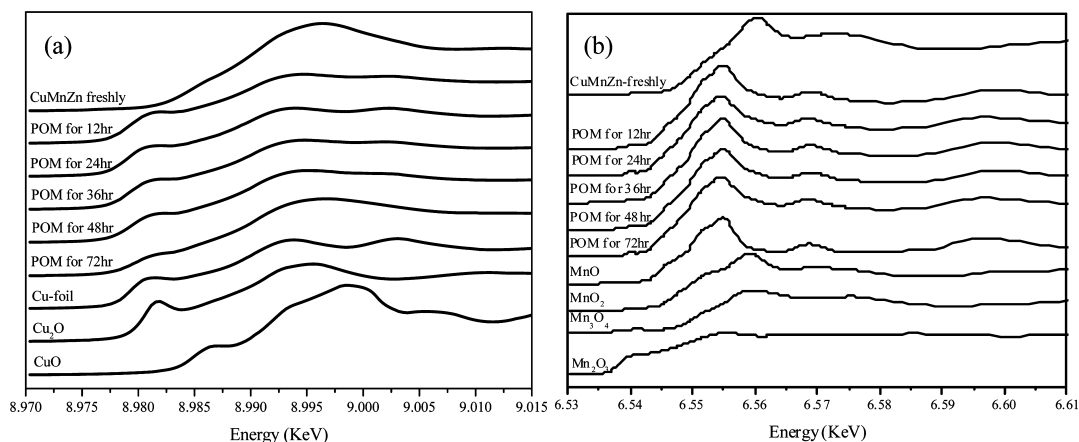 (a)
CuMnZn freshly
POM for 12hr
POM for 24hr
POM for 36hr
POM for 48hr
POM for 72hr
Cu-foil
Cu₂O
CuO
8.970 8.975 8.980 8.985 8.990 8.995 9.000 9.005 9.010 9.015
Energy (KeV)
(b)
CuMnZn-freshly
POM for 12hr
POM for 24hr
POM for 36hr
POM for 48hr
POM for 72hr
MnO
MnO₂
Mn₃O₄
Mn₂O₃
6.53 6.54 6.55 6.56 6.57 6.58 6.59 6.60 6.61
Energy (KeV)